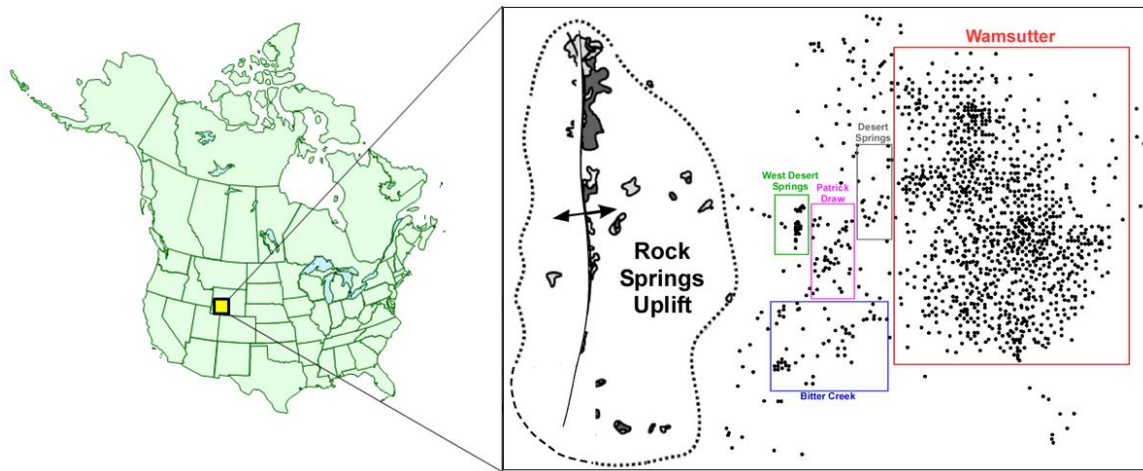 Wamsutter
Desert
Springs
West Desert
Springs
Patrick
Draw
Rock
Springs
Uplift
Bitter Creek